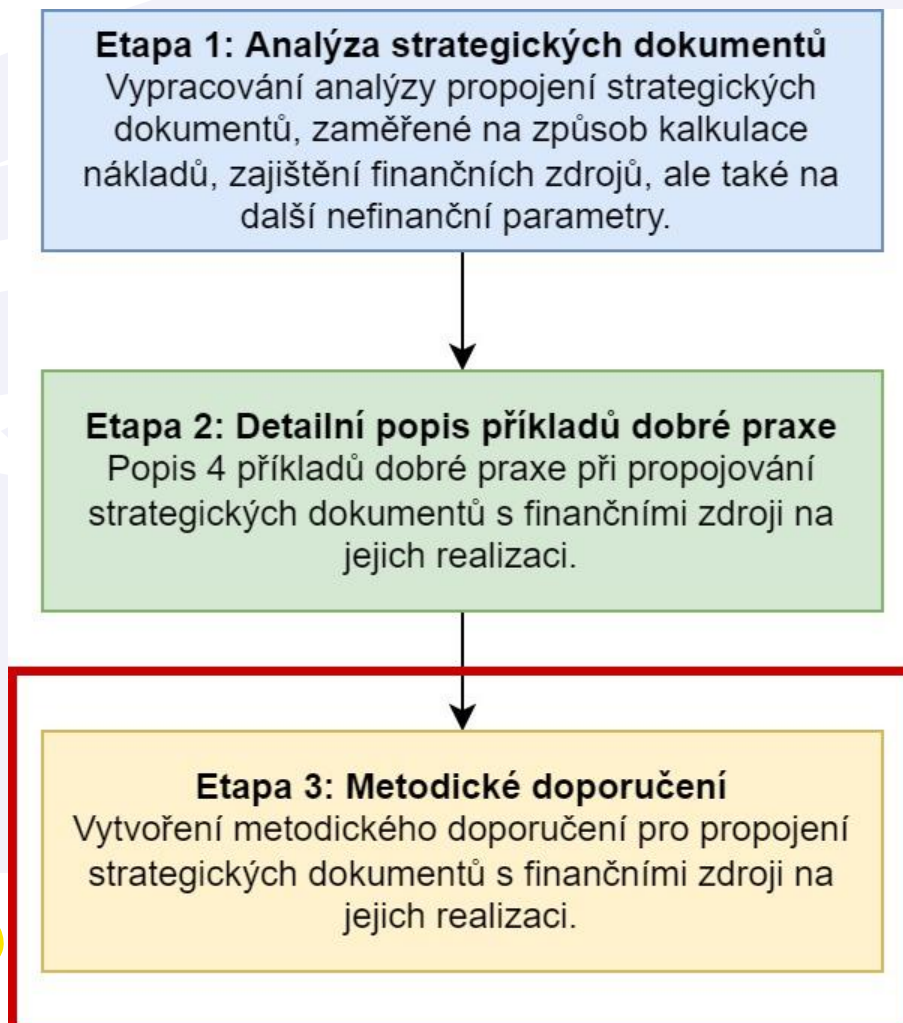 Etapa 1: Analýza strategických dokumentů
Vypracování analýzy propojení strategických
dokumentů, zaměřené na způsob kalkulace
nákladů, zajištění finančních zdrojů, ale také na
další nefinanční parametry.
Etapa 2: Detailní popis příkladů dobré praxe
Popis 4 příkladů dobré praxe při propojování
strategických dokumentů s finančními zdroji na
jejich realizaci.
Etapa 3: Metodické doporučení
Vytvoření metodického doporučení pro propojení
strategických dokumentů s finančními zdroji na
jejich realizaci.